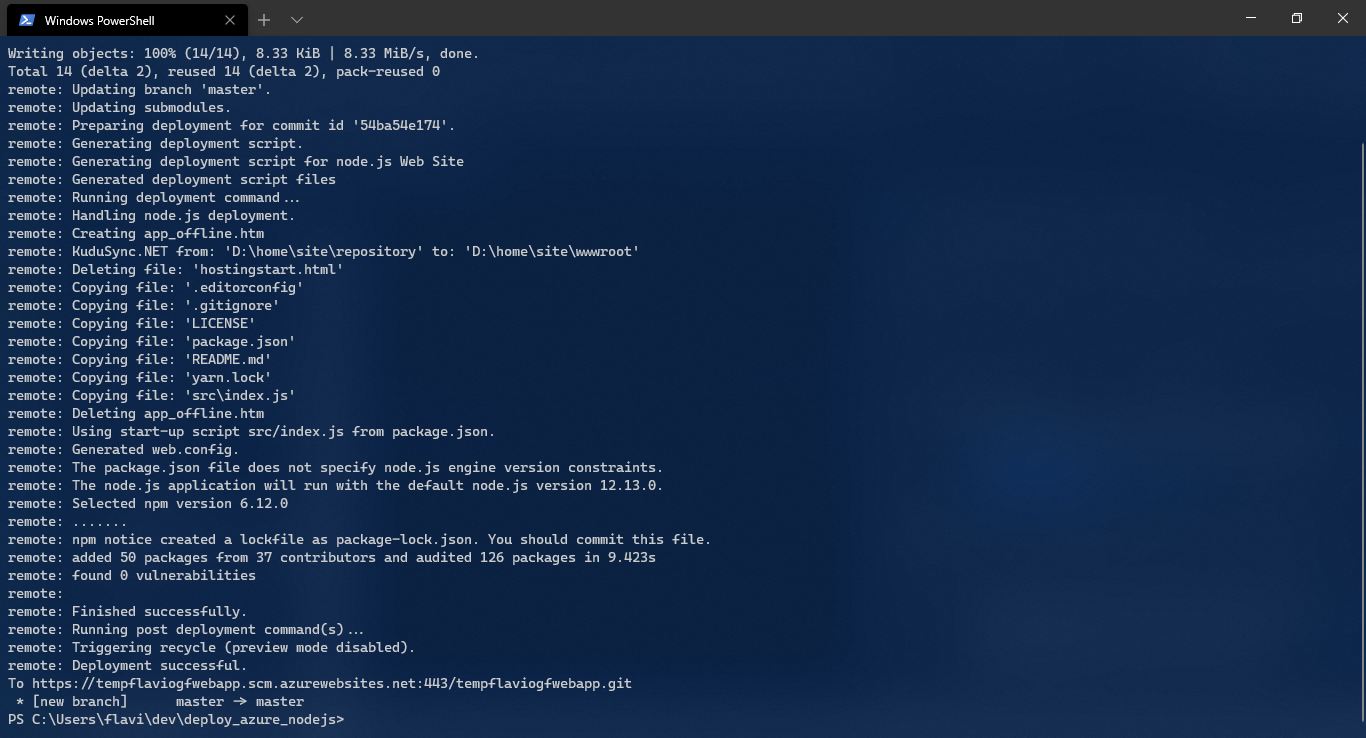 Windows PowerShell
Writing objects: 100% (14/14), 8.33 KiB | 8.33 MiB/s, done.
Total 14 (delta 2), reused 14 (delta 2), pack-reused 0
remote: Updating branch 'master'.
remote: Updating submodules.
remote: Preparing deployment for commit id '54ba54e174'.
remote: Generating deployment script.
remote: Generating deployment script for node.js Web Site
remote: Generated deployment script files
remote: Running deployment command...
remote: Handling node.js deployment.
remote: Creating app_offline.htm
remote: KuduSync.NET from: 'D:\home\site\repository' to: 'D:\home\site\wwwroot'
remote: Deleting file: 'hostingstart.html'
remote: Copying file: '.editorconfig'
remote: Copying file: '.gitignore'
remote: Copying file: 'LICENSE'
remote: Copying file: 'package.json'
remote: Copying file: 'README.md'
remote: Copying file: 'yarn.lock'
remote: Copying file: 'src\index.js'
remote: Deleting app_offline.htm
remote: Using start-up script src/index.js from package.json.
remote: Generated web.config.
remote: The package.json file does not specify node.js engine version constraints.
remote: The node.js application will run with the default node.js version 12.13.0.
remote: Selected npm version 6.12.0
remote: .......
remote: npm notice created a lockfile as package-lock.json. You should commit this file.
remote: added 50 packages from 37 contributors and audited 126 packages in 9.423s
remote: found 0 vulnerabilities
remote:
remote: Finished successfully.
remote: Running post deployment command(s)...
remote: Triggering recycle (preview mode disabled).
remote: Deployment successful.
To https://tempflaviogfwebapp.scm.azurewebsites.net:443/tempflaviogfwebapp.git
 * [new branch]      master -> master
PS C:\Users\flavi\dev\deploy_azure_nodejs>